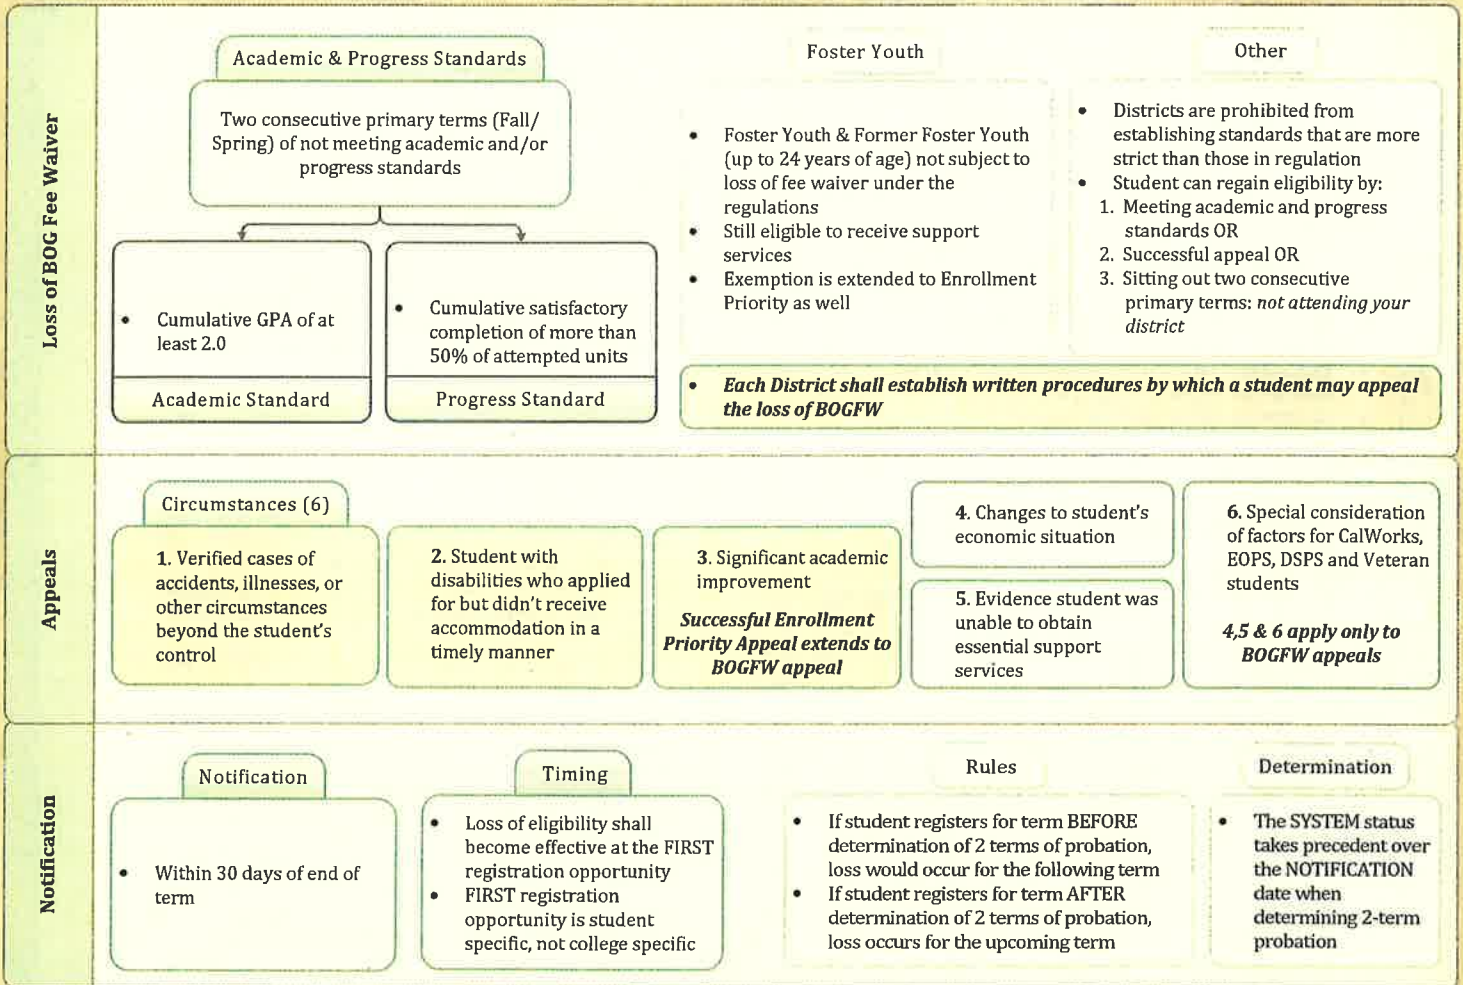 Loss of BOG Fee Waiver
Academic & Progress Standards
Two consecutive primary terms (Fall/
Spring) of not meeting academic and/or
progress standards
• Cumulative GPA of at
least 2.0
Academic Standard
• Cumulative satisfactory
completion of more than
50% of attempted units
Progress Standard
Foster Youth
• Foster Youth & Former Foster Youth
(up to 24 years of age) not subject to
loss of fee waiver under the
regulations
• Still eligible to receive support
services
• Exemption is extended to Enrollment
Priority as well
Other
• Districts are prohibited from
establishing standards that are more
strict than those in regulation
• Student can regain eligibility by:
1. Meeting academic and progress
standards OR
2. Successful appeal OR
3. Sitting out two consecutive
primary terms: not attending your
district
• Each District shall establish written procedures by which a student may appeal
the loss of BOGFW
Appeals
Circumstances (6)
1. Verified cases of
accidents, illnesses, or
other circumstances
beyond the student's
control
2. Student with
disabilities who applied
for but didn't receive
accommodation in a
timely manner
3. Significant academic
improvement
Successful Enrollment
Priority Appeal extends to
BOGFW appeal
4. Changes to student's
economic situation
5. Evidence student was
unable to obtain
essential support
services
6. Special consideration
of factors for CalWorks,
EOPS, DSPS and Veteran
students
4,5 & 6 apply only to
BOGFW appeals
Notification
Notification
• Within 30 days of end of
term
Timing
• Loss of eligibility shall
become effective at the FIRST
registration opportunity
• FIRST registration
opportunity is student
specific, not college specific
Rules
• If student registers for term BEFORE
determination of 2 terms of probation,
loss would occur for the following term
• If student registers for term AFTER
determination of 2 terms of probation,
loss occurs for the upcoming term
Determination
• The SYSTEM status
takes precedent over
the NOTIFICATION
date when
determining 2-term
probation